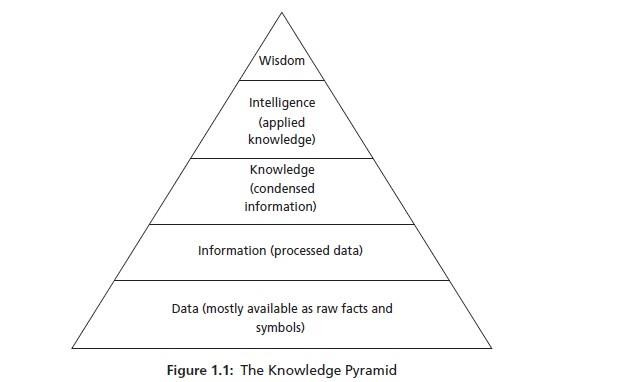 Wisdom
Intelligence
(applied
knowledge)
Knowledge
(condensed
information)
Information (processed data)
Data (mostly available as raw facts and
symbols)
Figure 1.1: The Knowledge Pyramid